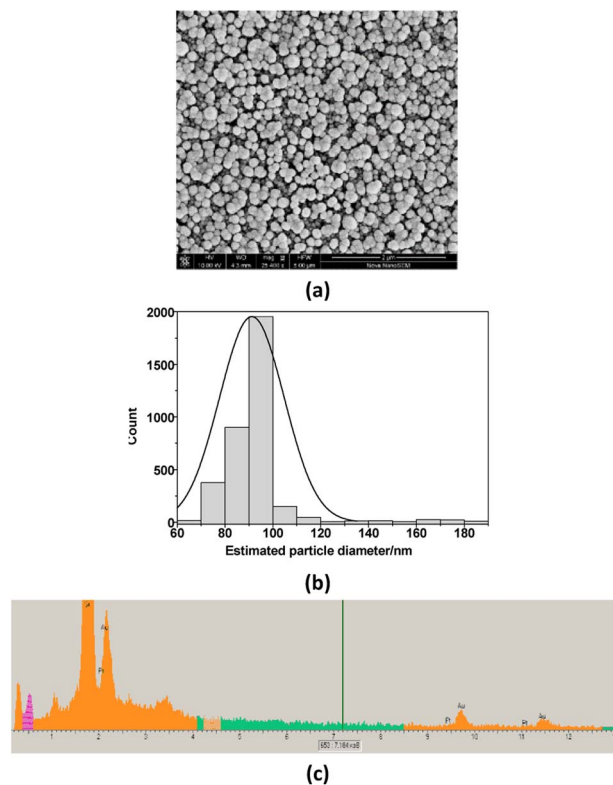 HV WD mag HFW 2 µm
10.00 kV 4.3 mm 25 400 x 5.00 µm Nova NanoSEM
(a)
2000
1500
1000
500
0
Count
60 80 100 120 140 160 180
Estimated particle diameter/nm
(b)
Au
Pt
Au
Pt
Au
Pt
1 2 3 4 5 6 7 8 9 10 11 12
(c)